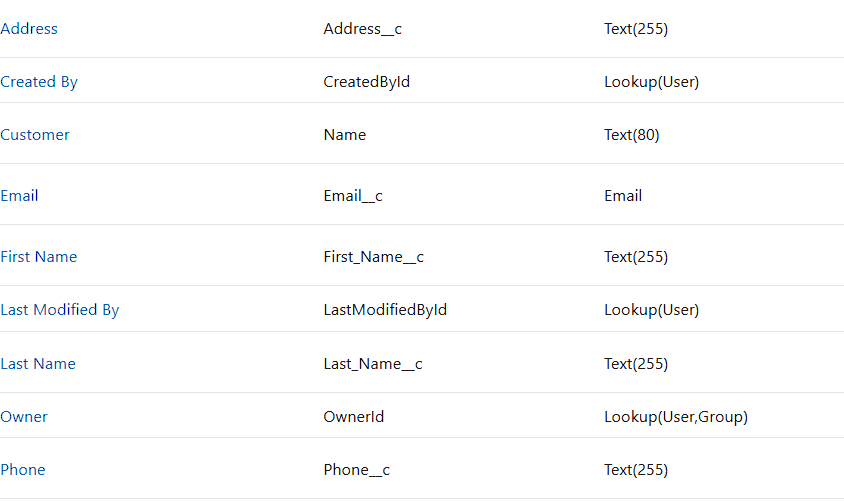 Address Address__c Text(255)
Created By CreatedById Lookup(User)
Customer Name Text(80)
Email Email__c Email
First Name First_Name__c Text(255)
Last Modified By LastModifiedById Lookup(User)
Last Name Last_Name__c Text(255)
Owner OwnerId Lookup(User,Group)
Phone Phone__c Text(255)